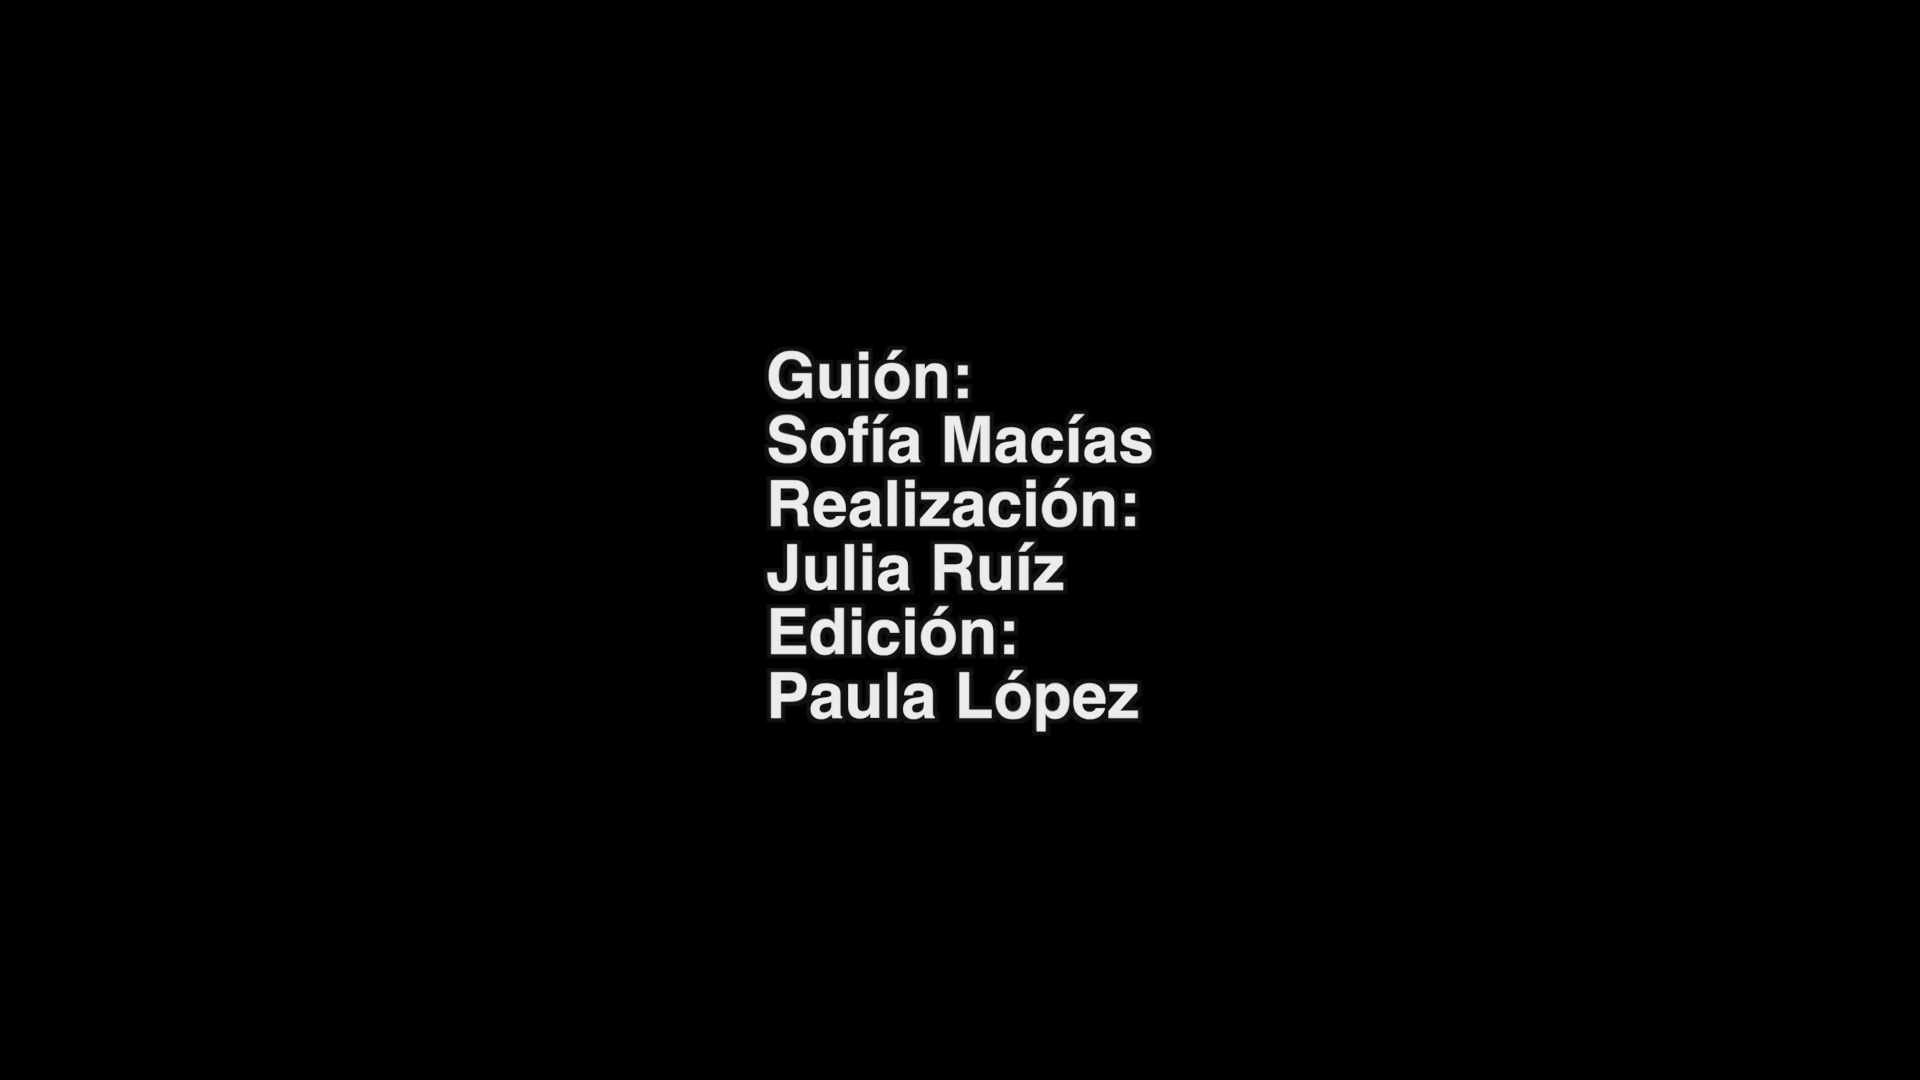 Guión:
Sofía Macías
Realización:
Julia Ruíz
Edición:
Paula López